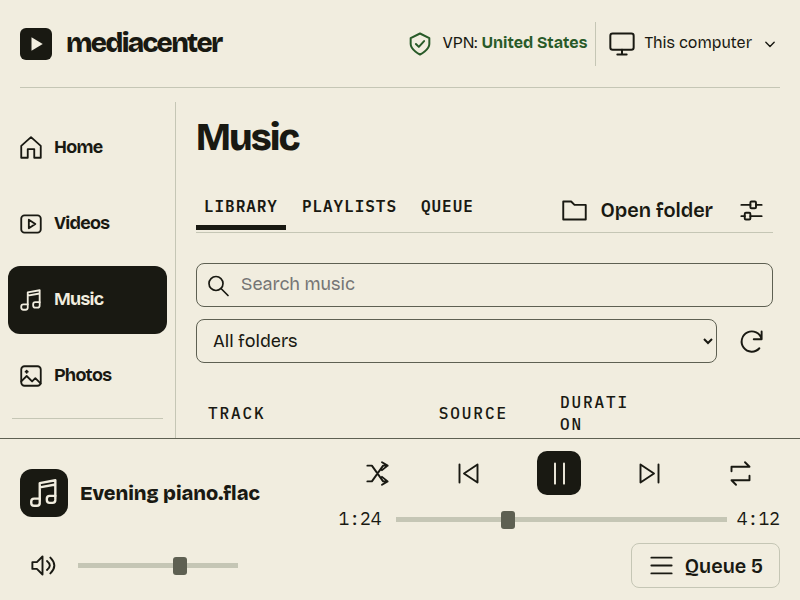 mediacenter
VPN: United States
This computer
Home
Videos
Music
Photos
Music
LIBRARY
PLAYLISTS
QUEUE
Open folder
Search music
All folders
TRACK
SOURCE
DURATI
ON
Evening piano.flac
1:24
4:12
Queue 5